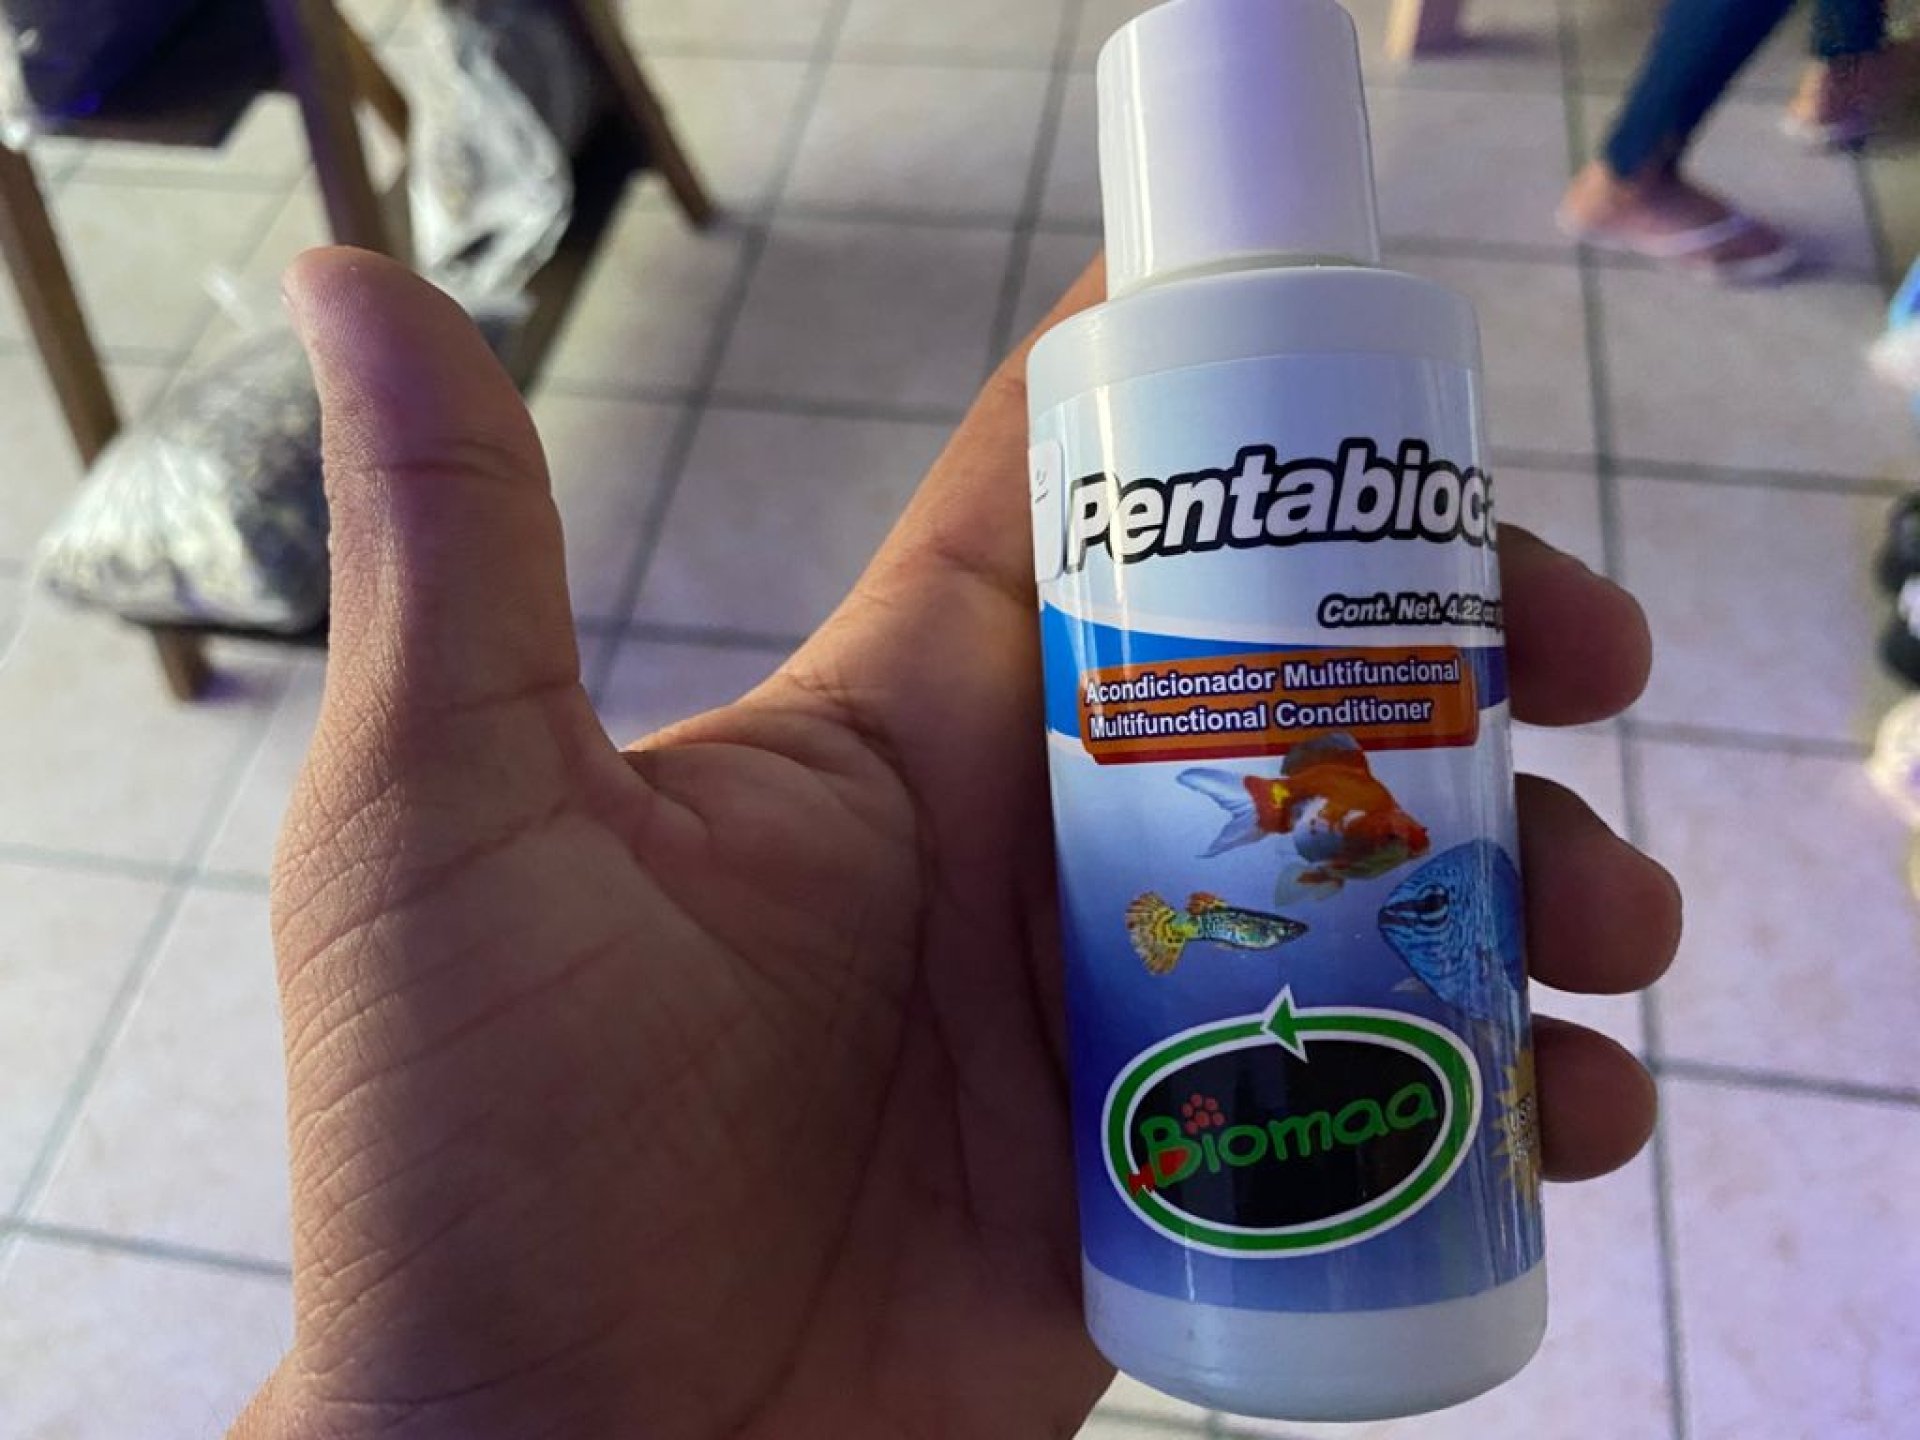 Pentabioc
Cont. Net. 4.22
Acondicionador Multifuncional
Multifunctional Conditioner
Biomaa